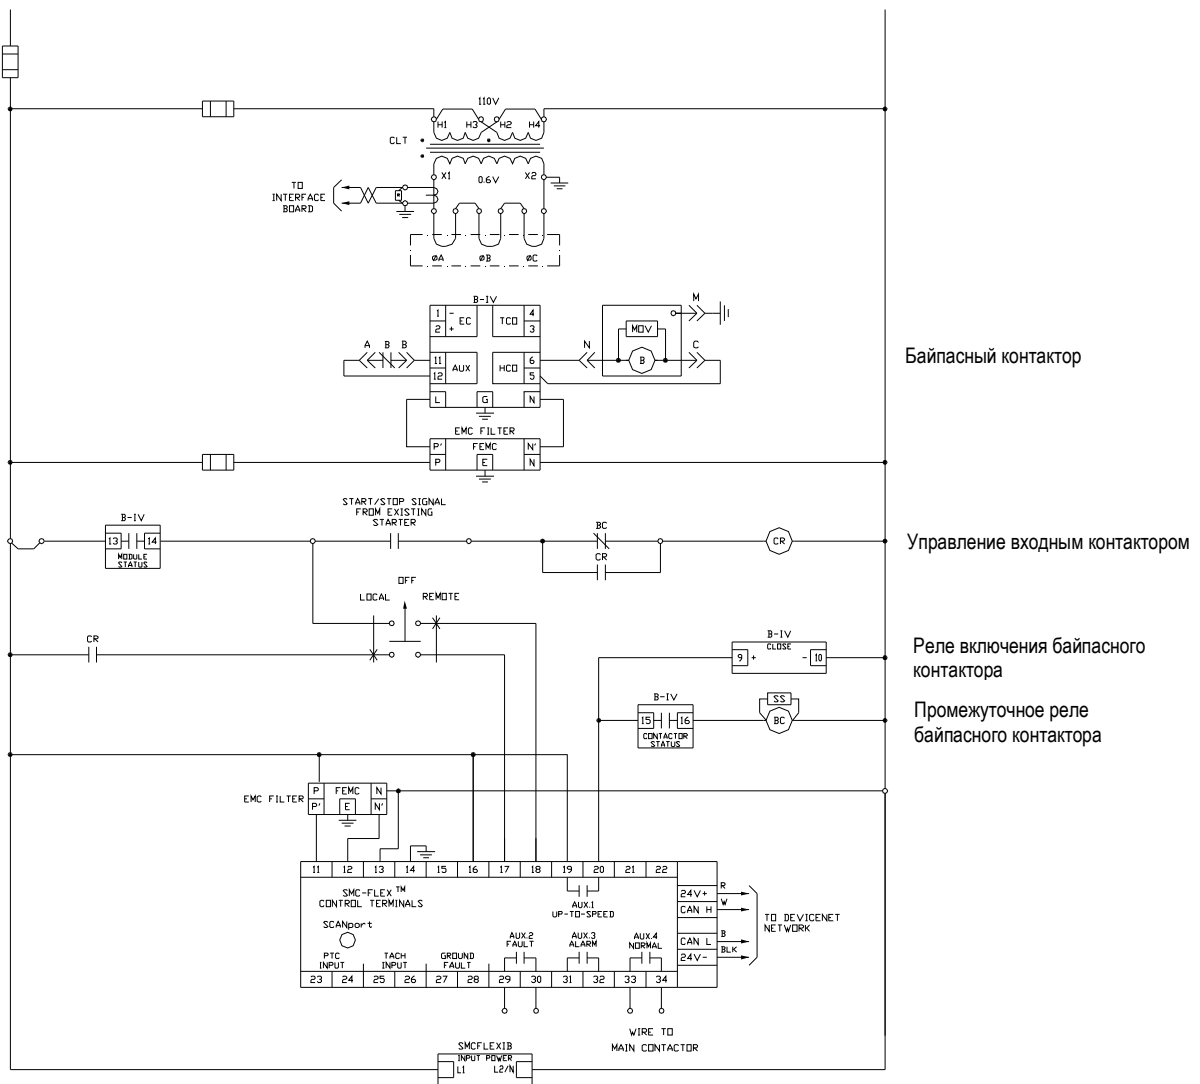 110V
H1 H3 H2 H4
CLT
X1 0.6V X2
TO
INTERFACE
BOARD
øA øB øC
B-IV
1 - EC TCO 4
2 + 3
M
MOV
A B B
11 AUX HCO 6
12 5
N B C
Байпасный контактор
L G N
EMC FILTER
P' FEMC N'
P E N
START/STOP SIGNAL
FROM EXISTING
STARTER
B-IV
13 14
MODULE
STATUS
BC
CR
CR
Управление входным контактором
OFF
LOCAL REMOTE
CR
B-IV
CLOSE
9 + - 10
Реле включения байпасного
контактора
B-IV
15 16
CONTACTOR
STATUS
SS
BC
Промежуточное реле
байпасного контактора
EMC FILTER
P FEMC N
P' E N'
11 12 13 14 15 16 17 18 19 20 21 22
SMC-FLEX TM
CONTROL TERMINALS
AUX.1
UP-TO-SPEED
SCANport
PTC
INPUT
TACH
INPUT
GROUND
FAULT
AUX.2
FAULT
AUX.3
ALARM
AUX.4
NORMAL
24V+ R
CAN H W
CAN L B
24V- BLK
TO DEVICENET
NETWORK
23 24 25 26 27 28 29 30 31 32 33 34
WIRE TO
MAIN CONTACTOR
SMCFLEXIB
INPUT POWER
L1 L2/N